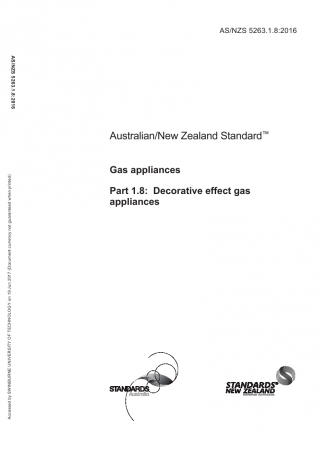 AS/NZS 5263.1.8:2016
AS/NZS 5263.1.8:2016
Australian/New Zealand Standard™
Gas appliances
Part 1.8: Decorative effect gas
appliances
Accessed by SWINBURNE UNIVERSITY OF TECHNOLOGY on 19 Jun 2017 (Document currency not guaranteed when printed)
STANDARDS
Australia
STANDARDS
NEW ZEALAND